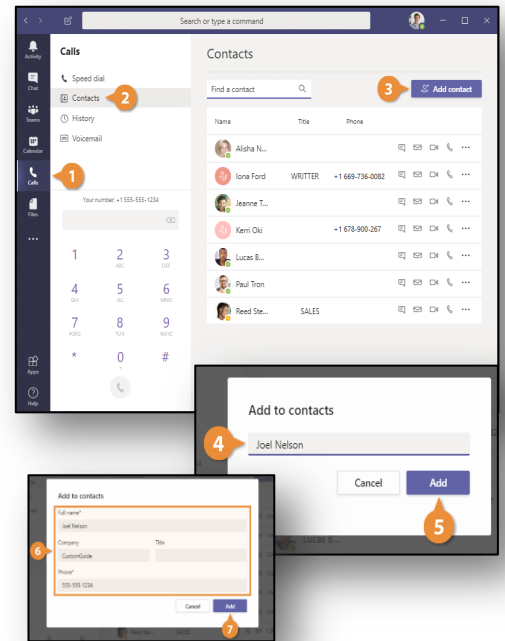 Search or type a command
Activity
Chat
Teams
Calendar
Calls
Files
Apps
Help
Calls
Speed dial
Contacts
History
Voicemail
Your number: +1 555-555-1234
1
2 ABC
3 DEF
4 GHI
5 JKL
6 MNO
7 PQRS
8 TUV
9 WXYZ
*
0
+
#
Contacts
Find a contact
Add contact
Name Title Phone
Alisha N...
Iona Ford WRITTER +1 669-736-0082
Jeanne T...
Kerri Oki +1 678-900-267
Lucas B...
Paul Tron
Reed Ste... SALES
1
2
3
Add to contacts
4
Joel Nelson
Cancel Add
5
Lucas B...
Add to contacts
Full name*
Joel Nelson
Company Title
6
CustomGuide
Phone*
555-555-1234
Cancel Add
7